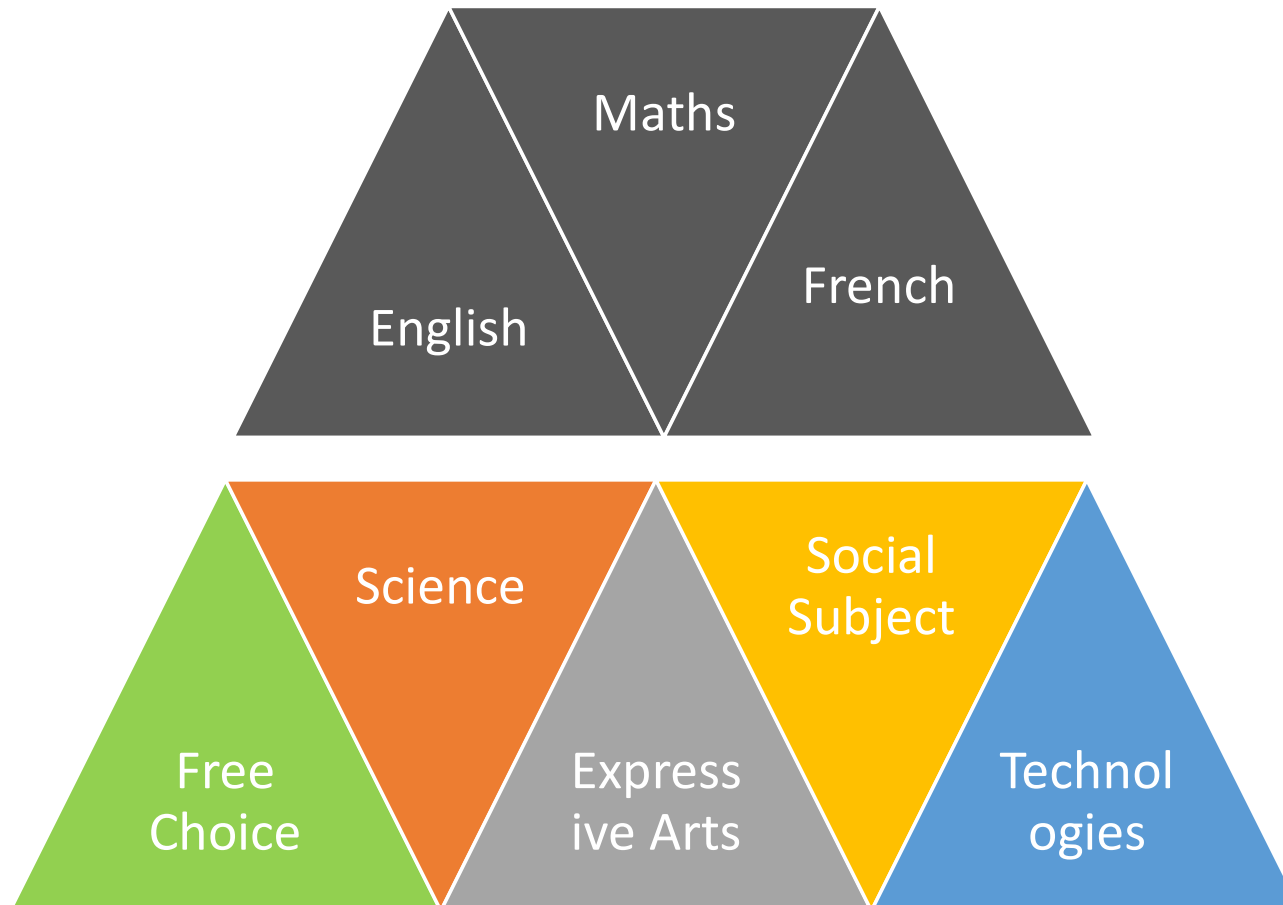 Maths
English
French
Science
Social
Subject
Free
Choice
Express
ive Arts
Technol
ogies